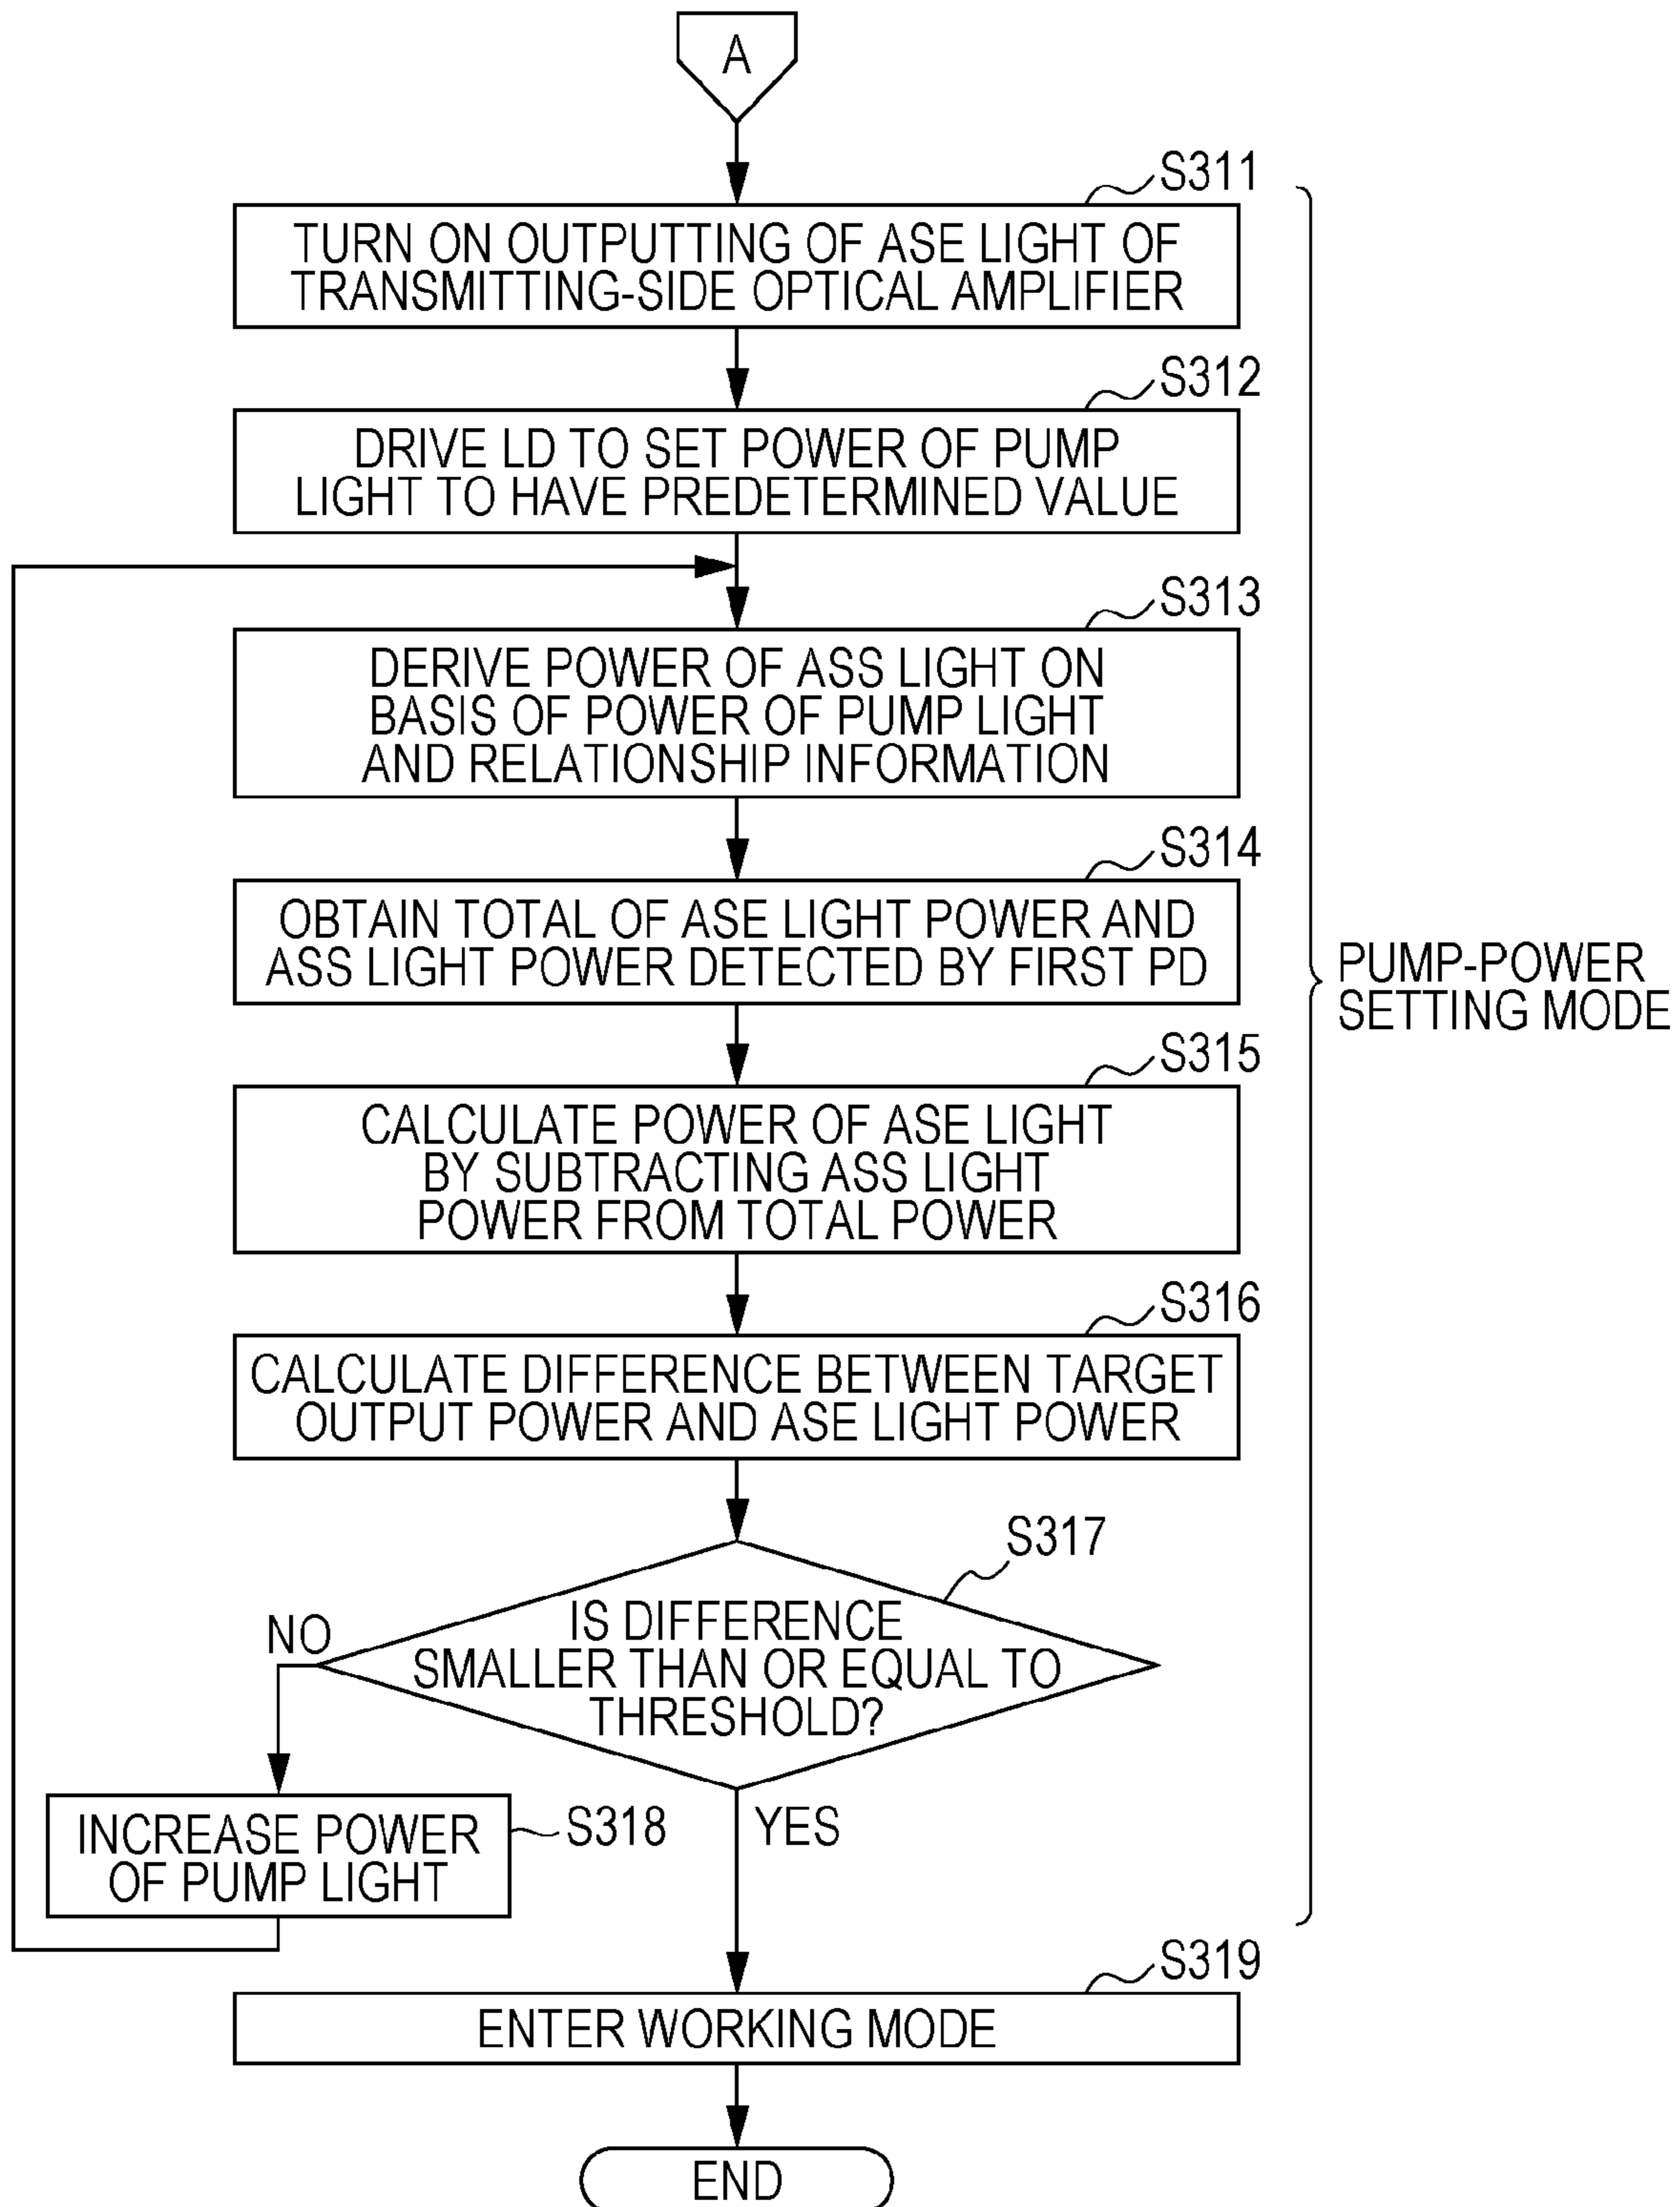 A
S311
TURN ON OUTPUTTING OF ASE LIGHT OF
TRANSMITTING-SIDE OPTICAL AMPLIFIER
S312
DRIVE LD TO SET POWER OF PUMP
LIGHT TO HAVE PREDETERMINED VALUE
S313
DERIVE POWER OF ASS LIGHT ON
BASIS OF POWER OF PUMP LIGHT
AND RELATIONSHIP INFORMATION
S314
OBTAIN TOTAL OF ASE LIGHT POWER AND
ASS LIGHT POWER DETECTED BY FIRST PD
PUMP-POWER
SETTING MODE
S315
CALCULATE POWER OF ASE LIGHT
BY SUBTRACTING ASS LIGHT
POWER FROM TOTAL POWER
S316
CALCULATE DIFFERENCE BETWEEN TARGET
OUTPUT POWER AND ASE LIGHT POWER
S317
IS DIFFERENCE
SMALLER THAN OR EQUAL TO
THRESHOLD?
NO
INCREASE POWER
OF PUMP LIGHT
S318
YES
S319
ENTER WORKING MODE
END